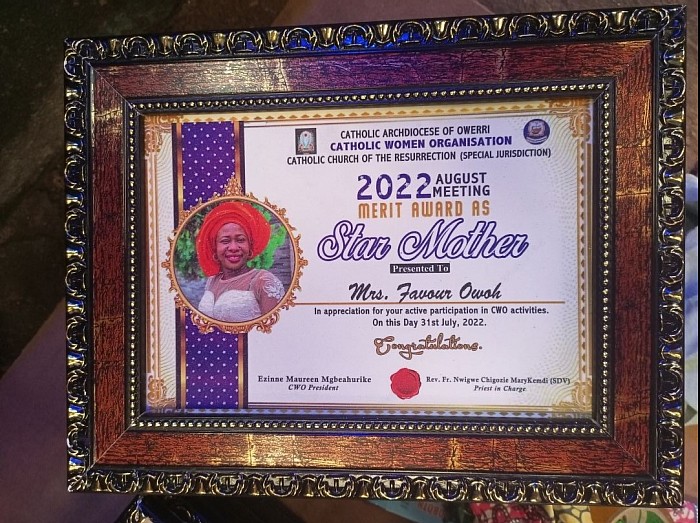 CATHOLIC ARCHDIOCESE OF OWERRI
CATHOLIC WOMEN ORGANISATION
CATHOLIC CHURCH OF THE RESURRECTION (SPECIAL JURISDICTION)
2022 AUGUST MEETING
MERIT AWARD AS
Star Mother
Presented To
Mrs. Favour Owoh
In appreciation for your active participation in CWO activities.
On this Day 31st July, 2022.
Congratulations.
Ezinne Maureen Mgbeahurike
CWO President
Rev. Fr. Nwigwe Chigozie MaryKemdi (SDV)
Priest in Charge